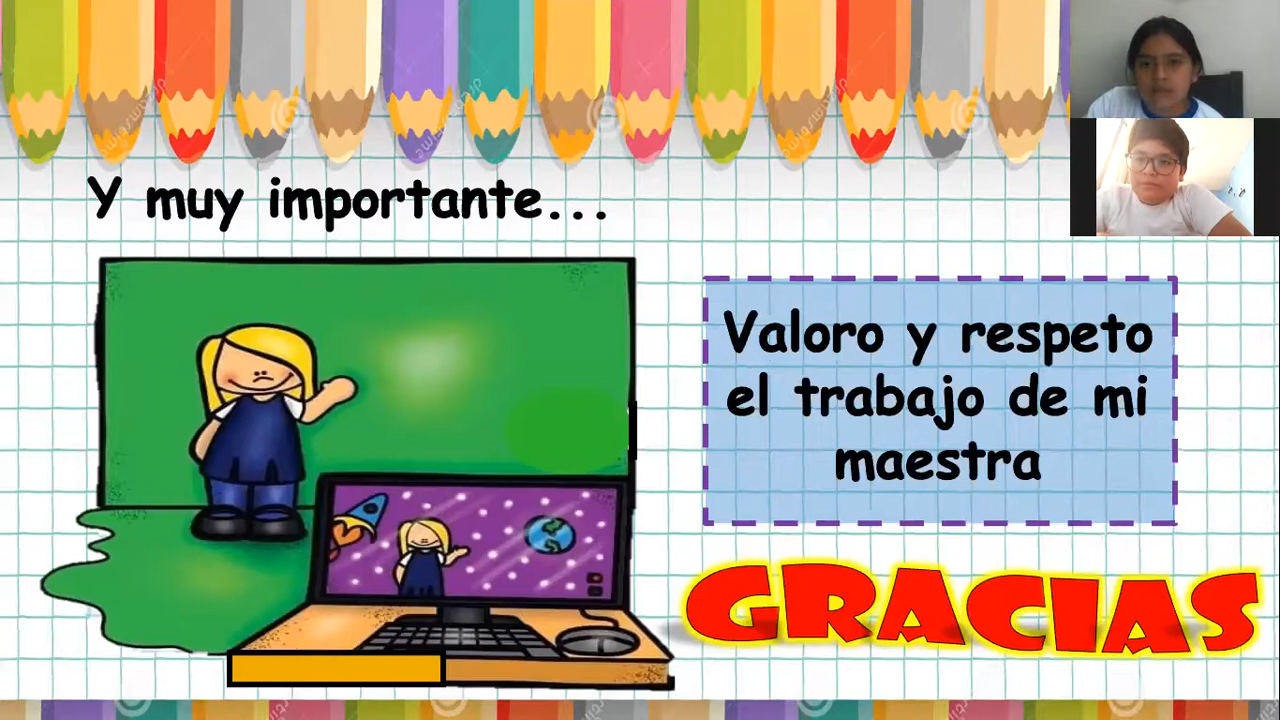 Y muy importante...
Valoro y respeto
el trabajo de mi
maestra
GRACIAS